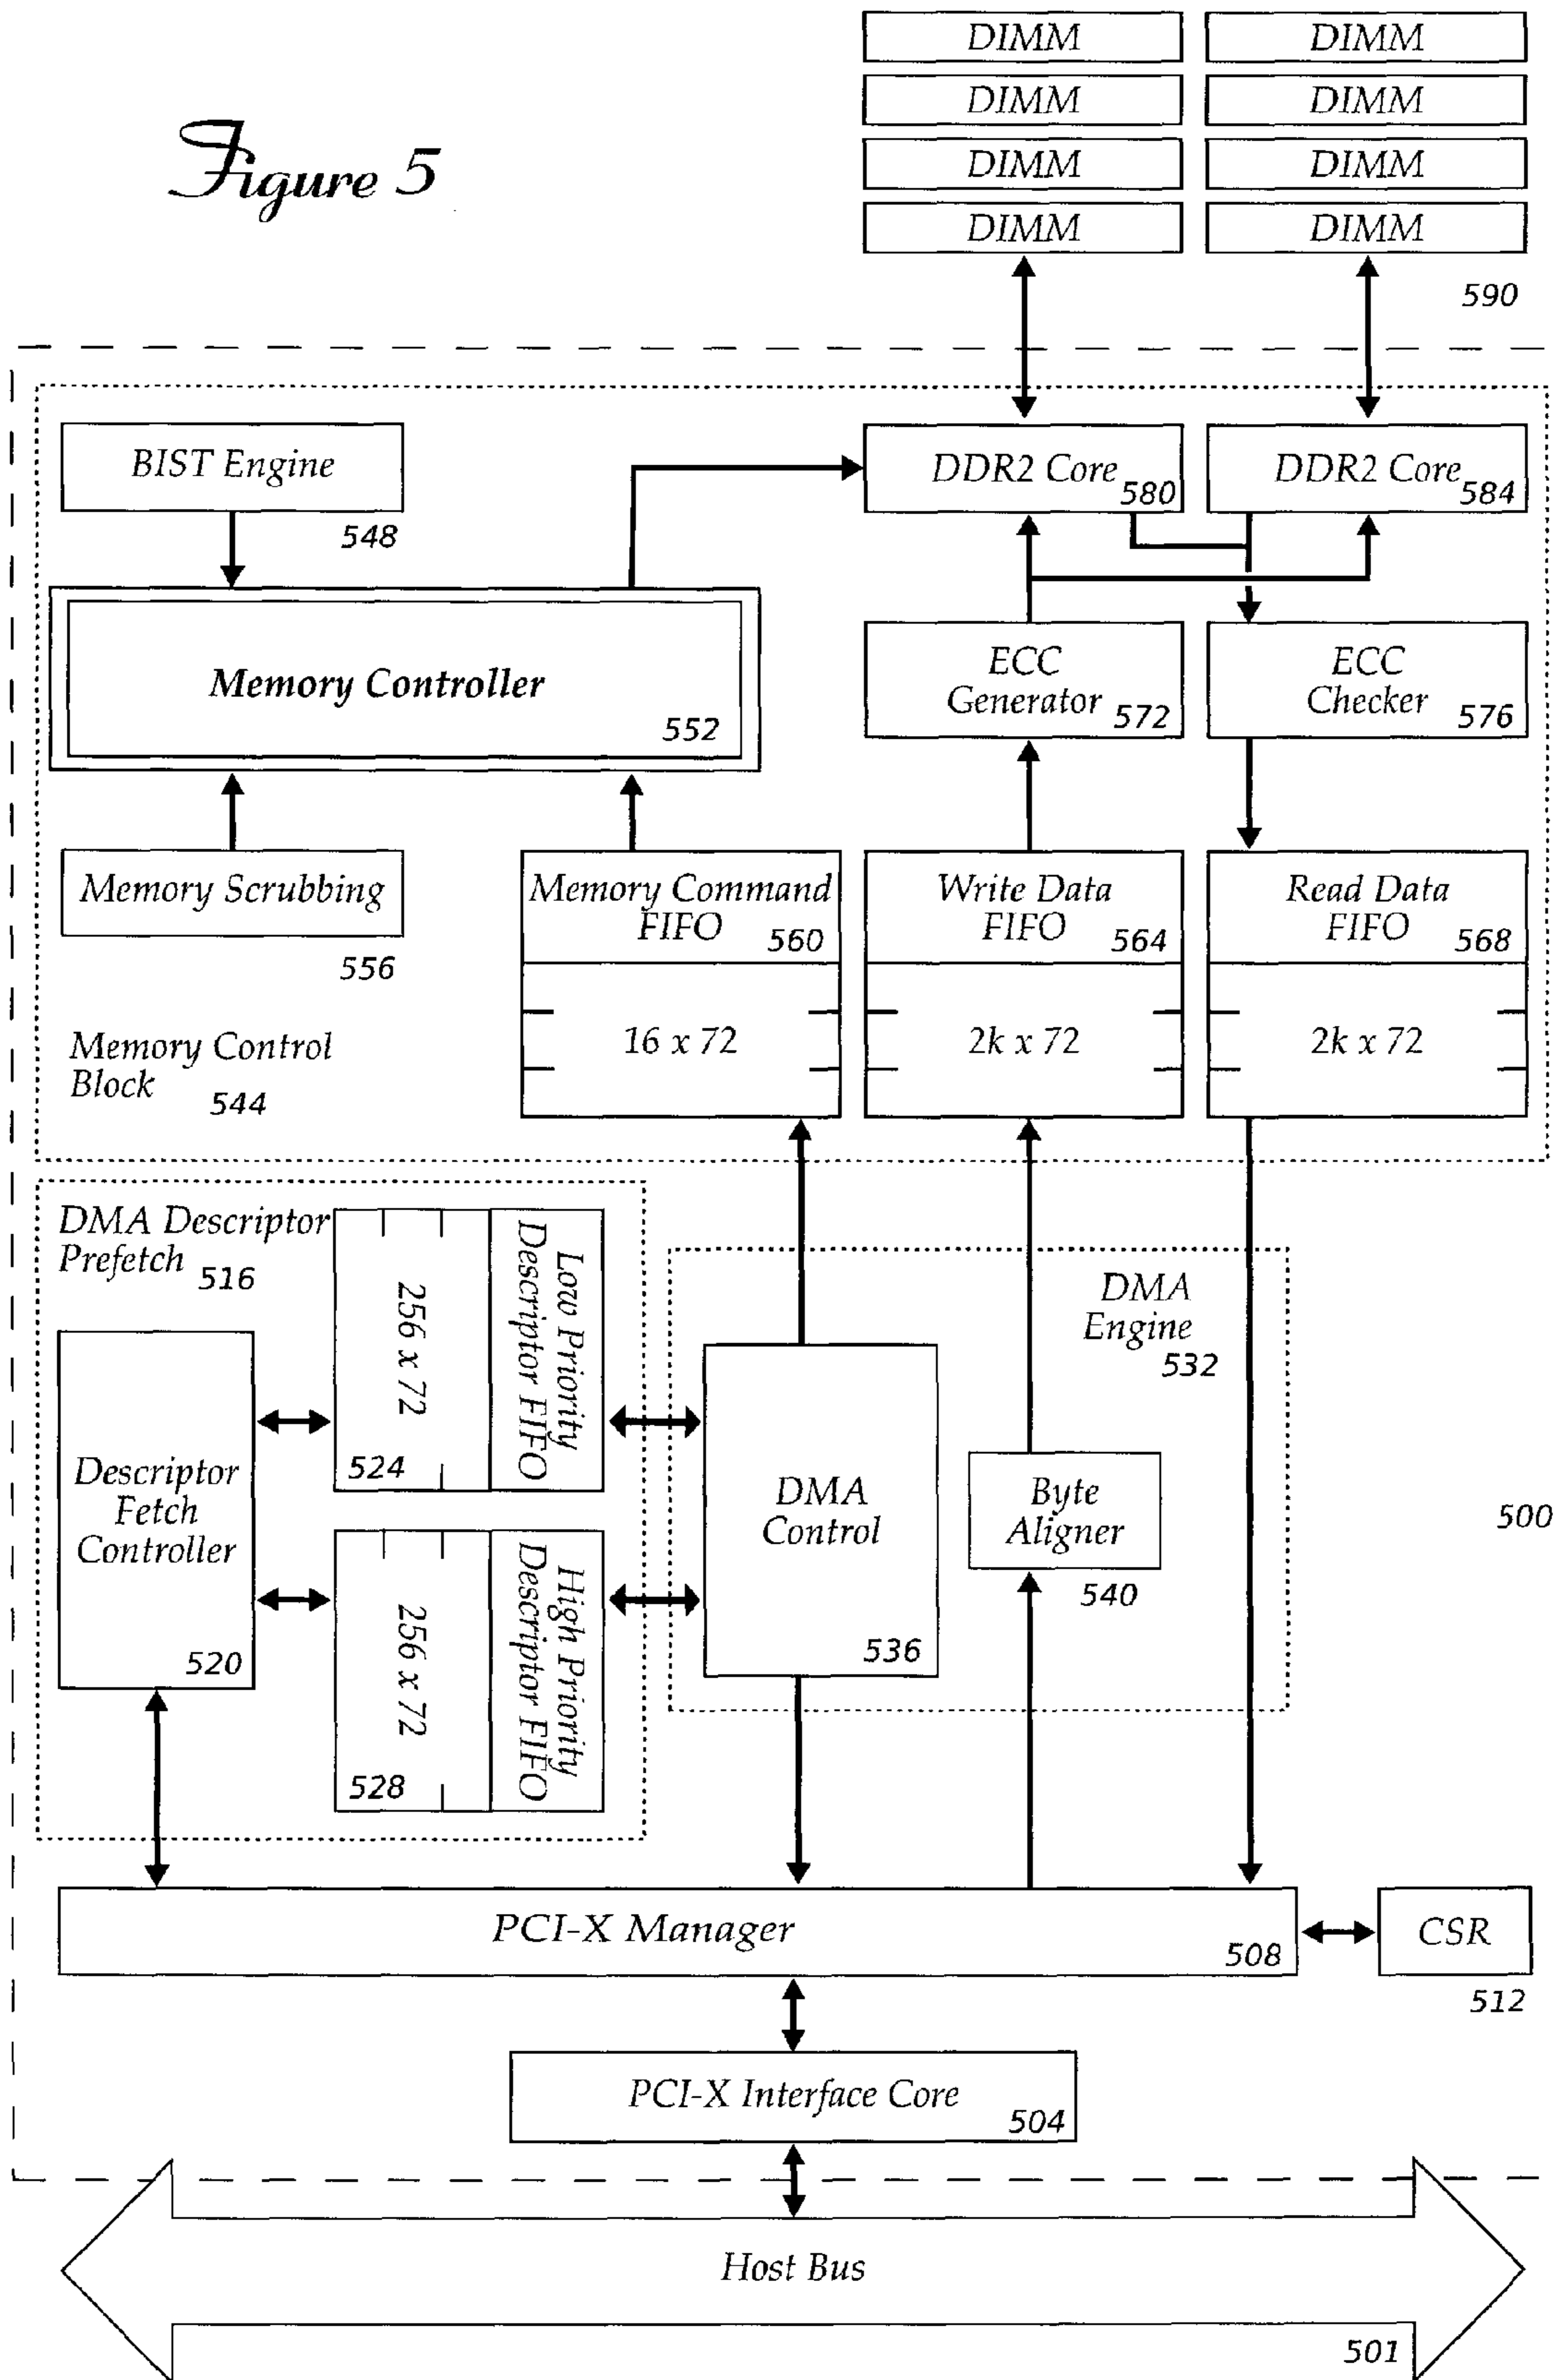 DIMM DIMM
DIMM DIMM
Figure 5
DIMM DIMM
DIMM DIMM
590
BIST Engine
548
DDR2 Core 580
DDR2 Core 584
Memory Controller
552
ECC
Generator 572
ECC
Checker 576
Memory Scrubbing
556
Memory Command
FIFO 560
16 x 72
Write Data
FIFO 564
2k x 72
Read Data
FIFO 568
2k x 72
Memory Control
Block 544
DMA Descriptor
Prefetch 516
Low Priority
Descriptor FIFO
256 x 72
524
DMA
Engine
532
Descriptor
Fetch
Controller
520
High Priority
Descriptor FIFO
256 x 72
528
DMA
Control
536
Byte
Aligner
540
500
PCI-X Manager
508
CSR
512
PCI-X Interface Core
504
Host Bus
501